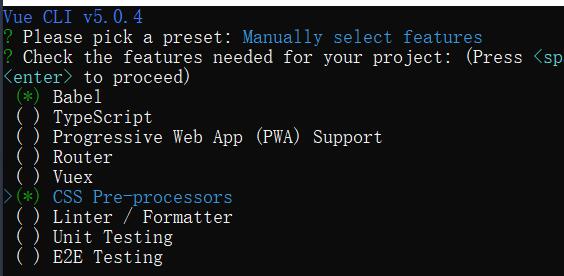 Vue CLI v5.0.4
? Please pick a preset: Manually select features
? Check the features needed for your project: (Press <sp
<enter> to proceed)
(*) Babel
( ) TypeScript
( ) Progressive Web App (PWA) Support
( ) Router
( ) Vuex
>(*) CSS Pre-processors
( ) Linter / Formatter
( ) Unit Testing
( ) E2E Testing